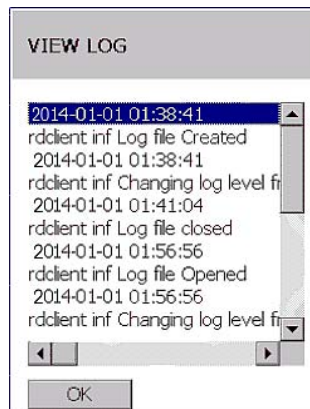 VIEW LOG
2014-01-01 01:38:41
rdclient inf Log file Created
2014-01-01 01:38:41
rdclient inf Changing log level fr
2014-01-01 01:41:04
rdclient inf Log file closed
2014-01-01 01:56:56
rdclient inf Log file Opened
2014-01-01 01:56:56
rdclient inf Changing log level fr
OK